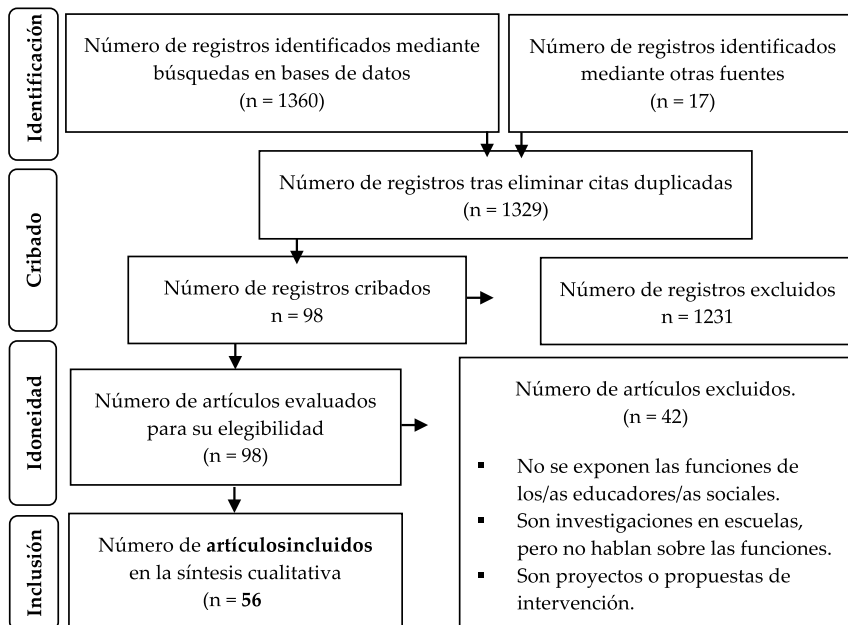 Identificación
Número de registros identificados mediante
búsquedas en bases de datos
(n = 1360)
Número de registros identificados
mediante otras fuentes
(n = 17)
Cribado
Número de registros tras eliminar citas duplicadas
(n = 1329)
Número de registros cribados
n = 98
Número de registros excluidos
n = 1231
Idoneidad
Número de artículos evaluados
para su elegibilidad
(n = 98)
Número de artículos excluidos.
(n = 42)
▪ No se exponen las funciones de
los/as educadores/as sociales.
▪ Son investigaciones en escuelas,
pero no hablan sobre las funciones.
▪ Son proyectos o propuestas de
intervención.
Inclusión
Número de artículosincluidos
en la síntesis cualitativa
(n = 56